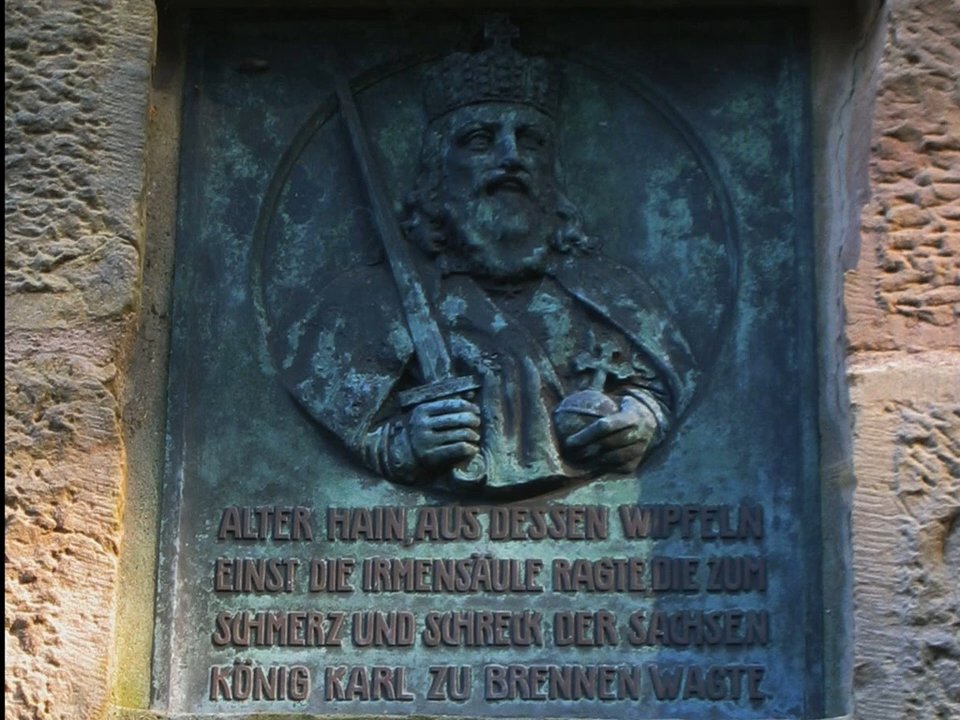 ALTER HAIN, AUS DESSEN WIPFELN
EINST DIE IRMENSÄULE RAGTE DIE ZUM
SCHMERZ UND SCHRECK DER SACHSEN
KÖNIG KARL ZU BRENNEN WAGTE.